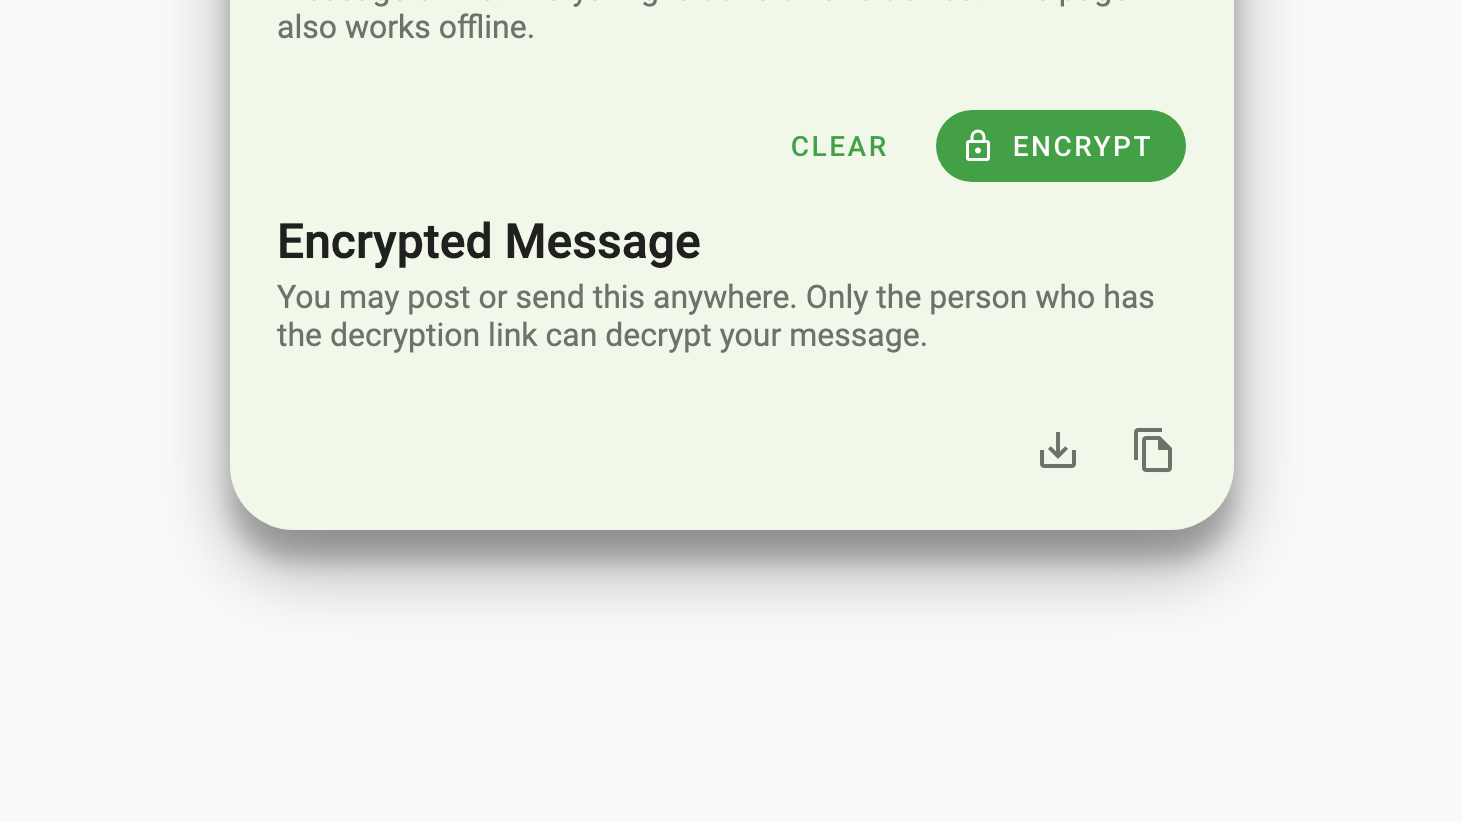 also works offline.
CLEAR
ENCRYPT
Encrypted Message
You may post or send this anywhere. Only the person who has
the decryption link can decrypt your message.